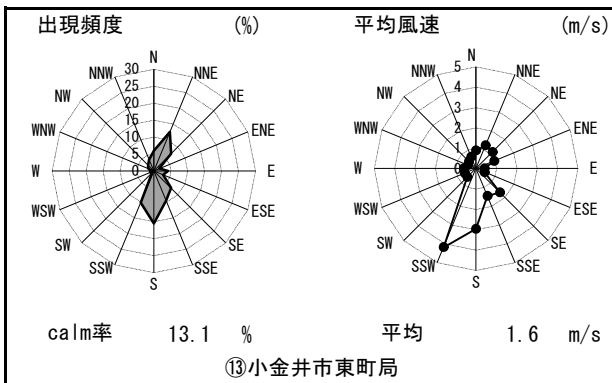 出現頻度 (%)
平均風速 (m/s)
N
NNE
NE
ENE
E
ESE
SE
SSE
S
SSW
SW
WSW
W
WNW
NW
NNW
30
25
20
15
10
5
0
N
NNE
NE
ENE
E
ESE
SE
SSE
S
SSW
SW
WSW
W
WNW
NW
NNW
5
4
3
2
1
0
calm率 13.1 %
平均 1.6 m/s
⑬小金井市東町局